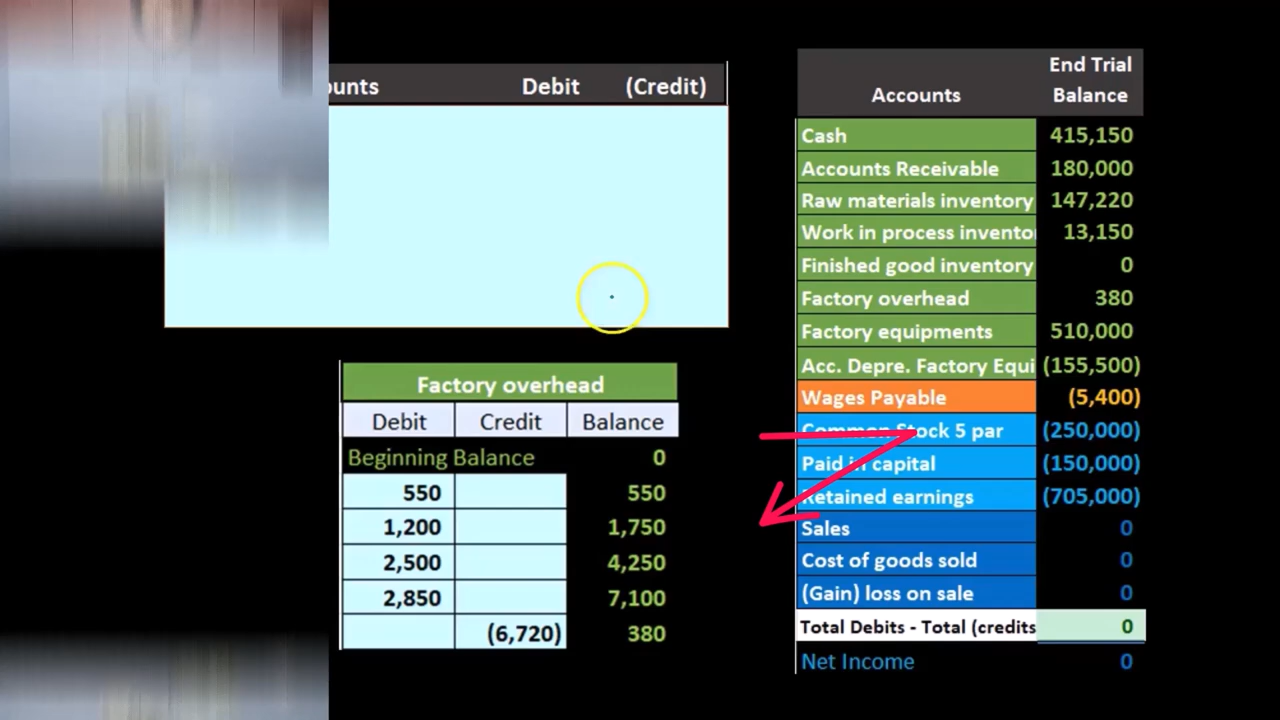 unts Debit (Credit)
Factory overhead
Debit Credit Balance
Beginning Balance 0
550 550
1,200 1,750
2,500 4,250
2,850 7,100
(6,720) 380
Accounts End Trial Balance
Cash 415,150
Accounts Receivable 180,000
Raw materials inventory 147,220
Work in process invento 13,150
Finished good inventory 0
Factory overhead 380
Factory equipments 510,000
Acc. Depre. Factory Equi (155,500)
Wages Payable (5,400)
Common Stock 5 par (250,000)
Paid in capital (150,000)
Retained earnings (705,000)
Sales 0
Cost of goods sold 0
(Gain) loss on sale 0
Total Debits - Total (credits 0
Net Income 0